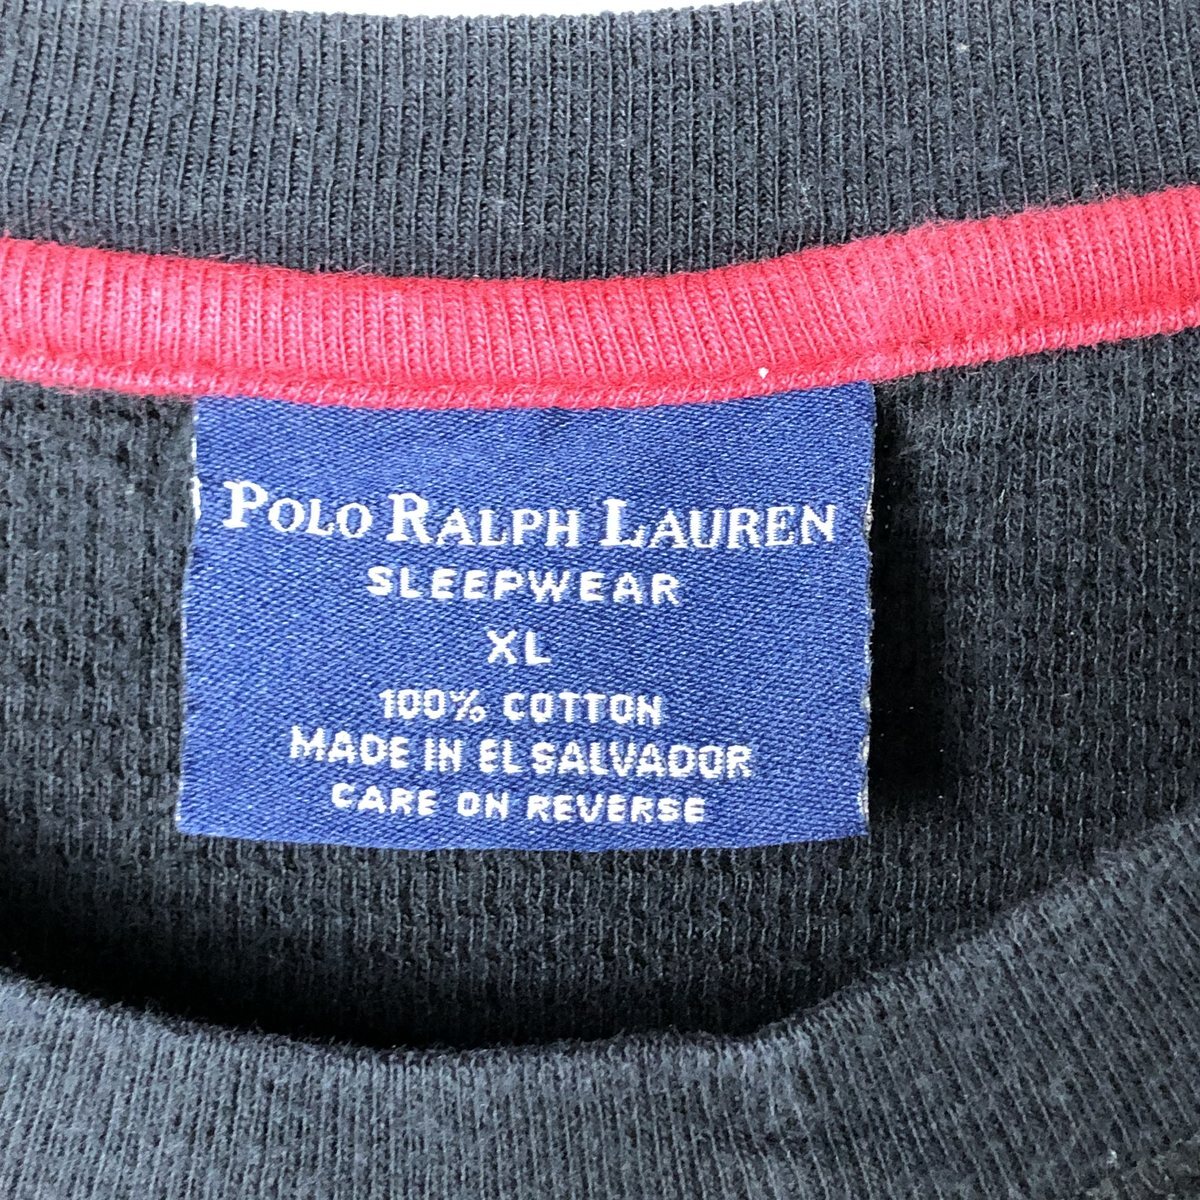 POLO RALPH LAUREN
SLEEPWEAR
XL
100% COTTON
MADE IN EL SALVADOR
CARE ON REVERSE